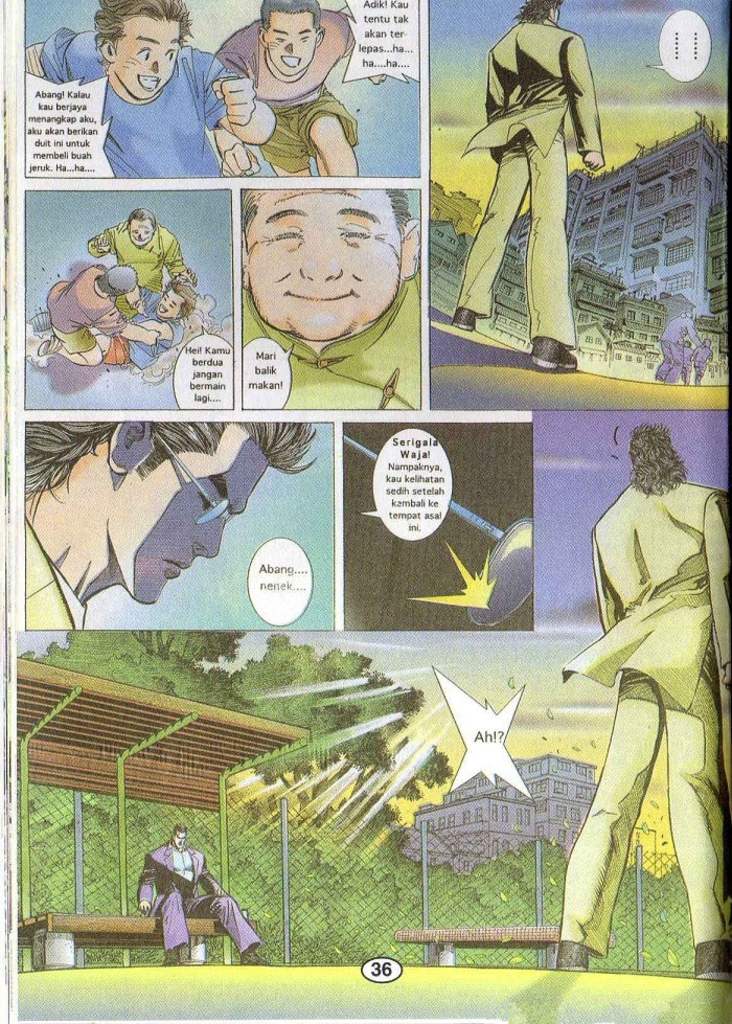 Abang! Kalau
kau berjaya
menangkap aku,
aku akan berikan
duit ini untuk
membeli buah
jeruk. Ha...ha....
Adik! Kau
tentu tak
akan ter-
lepas...ha...
ha....ha....
Hei! Kamu
berdua
jangan
bermain
lagi....
Mari
balik
makan!
Abang....
nenek....
Serigala
Waja!
Nampaknya,
kau kelihatan
sedih setelah
kembali ke
tempat asal
ini.
Ah!?
36